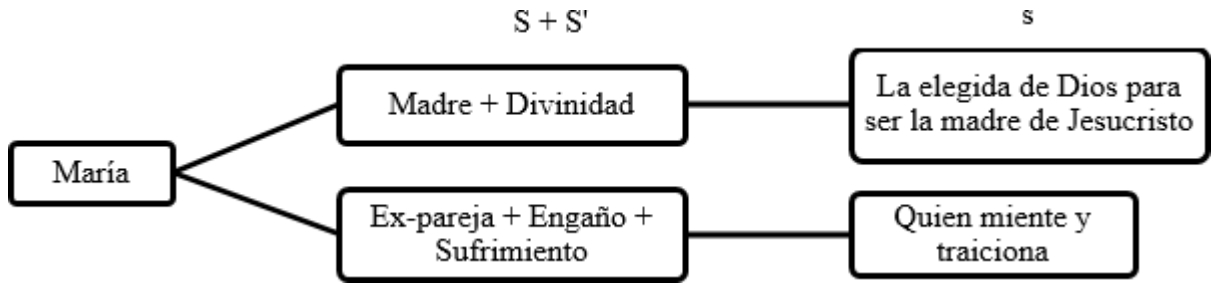 S + S'
s
Madre + Divinidad
La elegida de Dios para
ser la madre de Jesucristo
María
Ex-pareja + Engaño +
Sufrimiento
Quien miente y
traiciona